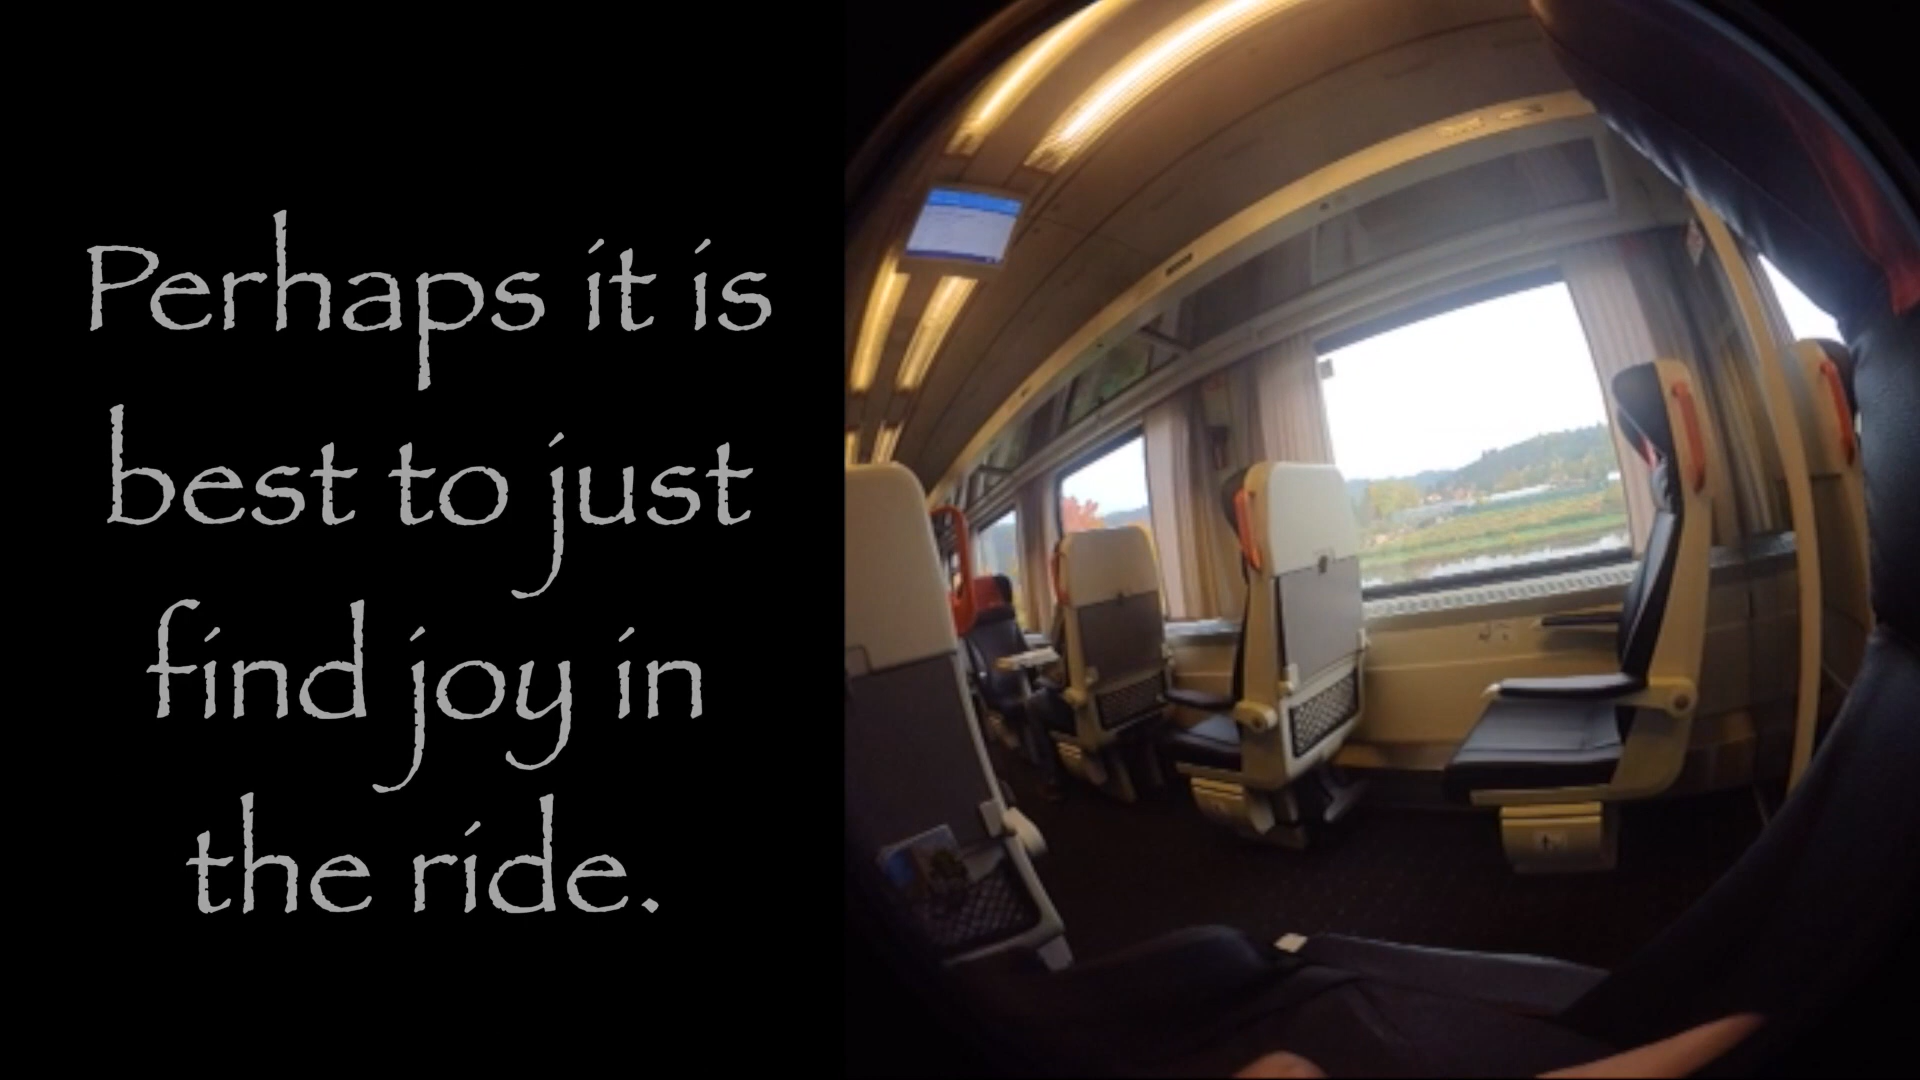 Perhaps it is
best to just
find joy in
the ride.